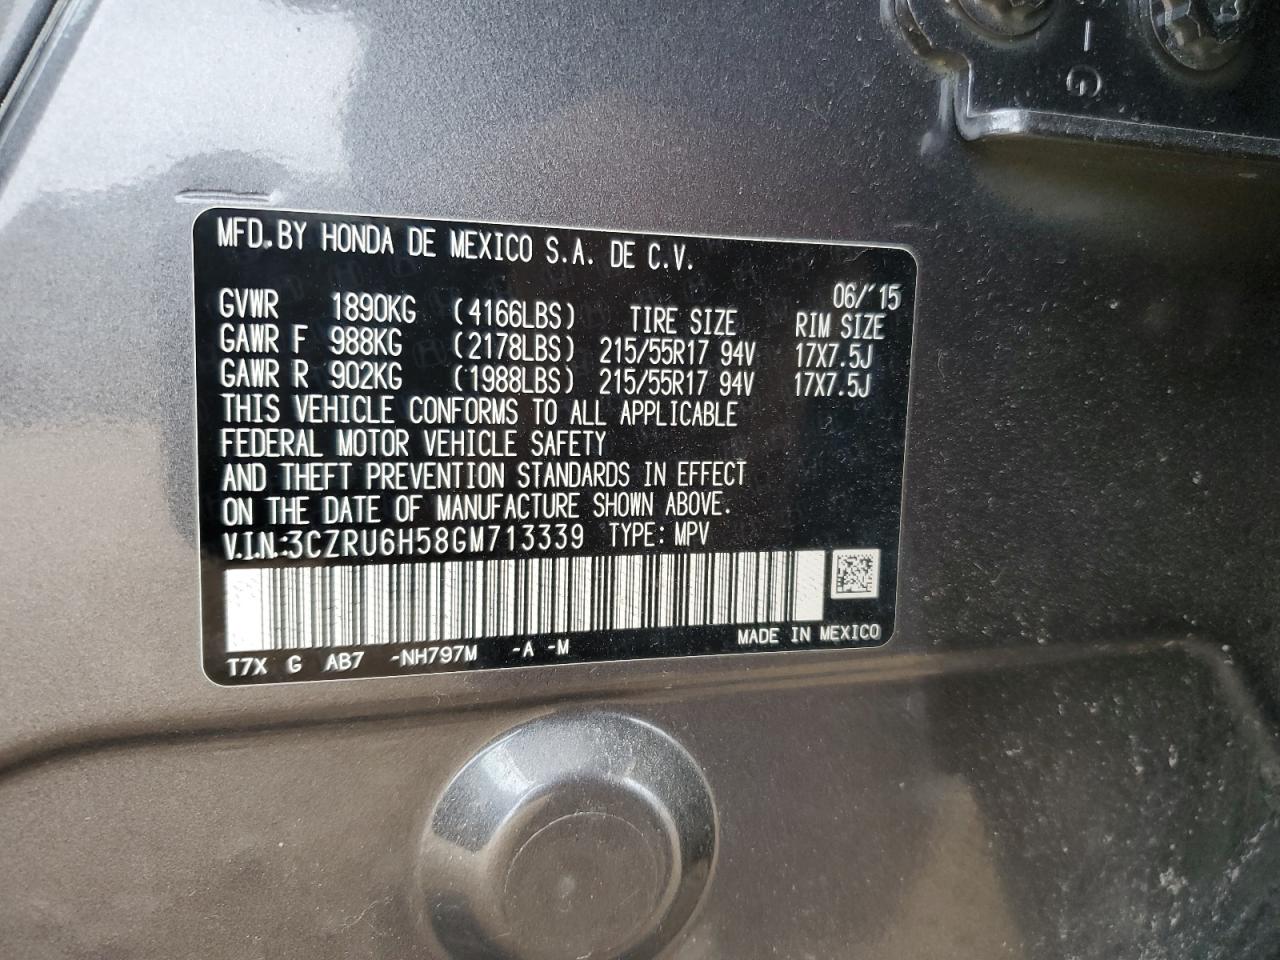 MFD. BY HONDA DE MEXICO S.A. DE C.V.
06/'15
GVWR 1890KG (4166LBS) TIRE SIZE RIM SIZE
GAWR F 988KG (2178LBS) 215/55R17 94V 17X7.5J
GAWR R 902KG (1988LBS) 215/55R17 94V 17X7.5J
THIS VEHICLE CONFORMS TO ALL APPLICABLE
FEDERAL MOTOR VEHICLE SAFETY
AND THEFT PREVENTION STANDARDS IN EFFECT
ON THE DATE OF MANUFACTURE SHOWN ABOVE.
V.I.N.:3CZRU6H58GM713339 TYPE: MPV
MADE IN MEXICO
T7X G AB7 -NH797M -A -M